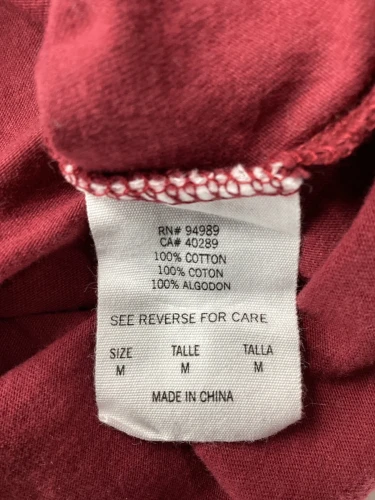 RN# 94989
CA# 40289
100% COTTON
100% COTON
100% ALGODON
SEE REVERSE FOR CARE
SIZE TALLE TALLA
M M M
MADE IN CHINA